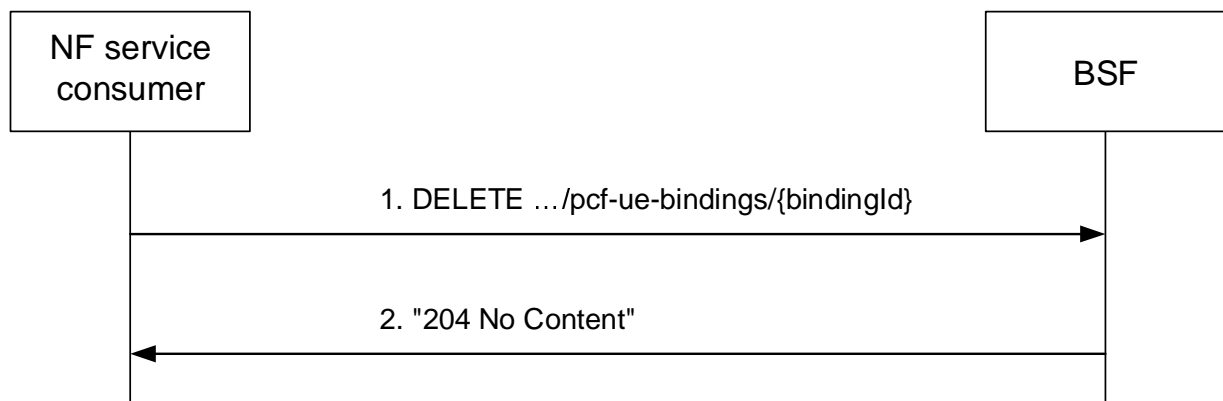 NF service
consumer
BSF
1. DELETE …/pcf-ue-bindings/{bindingId}
2. "204 No Content"